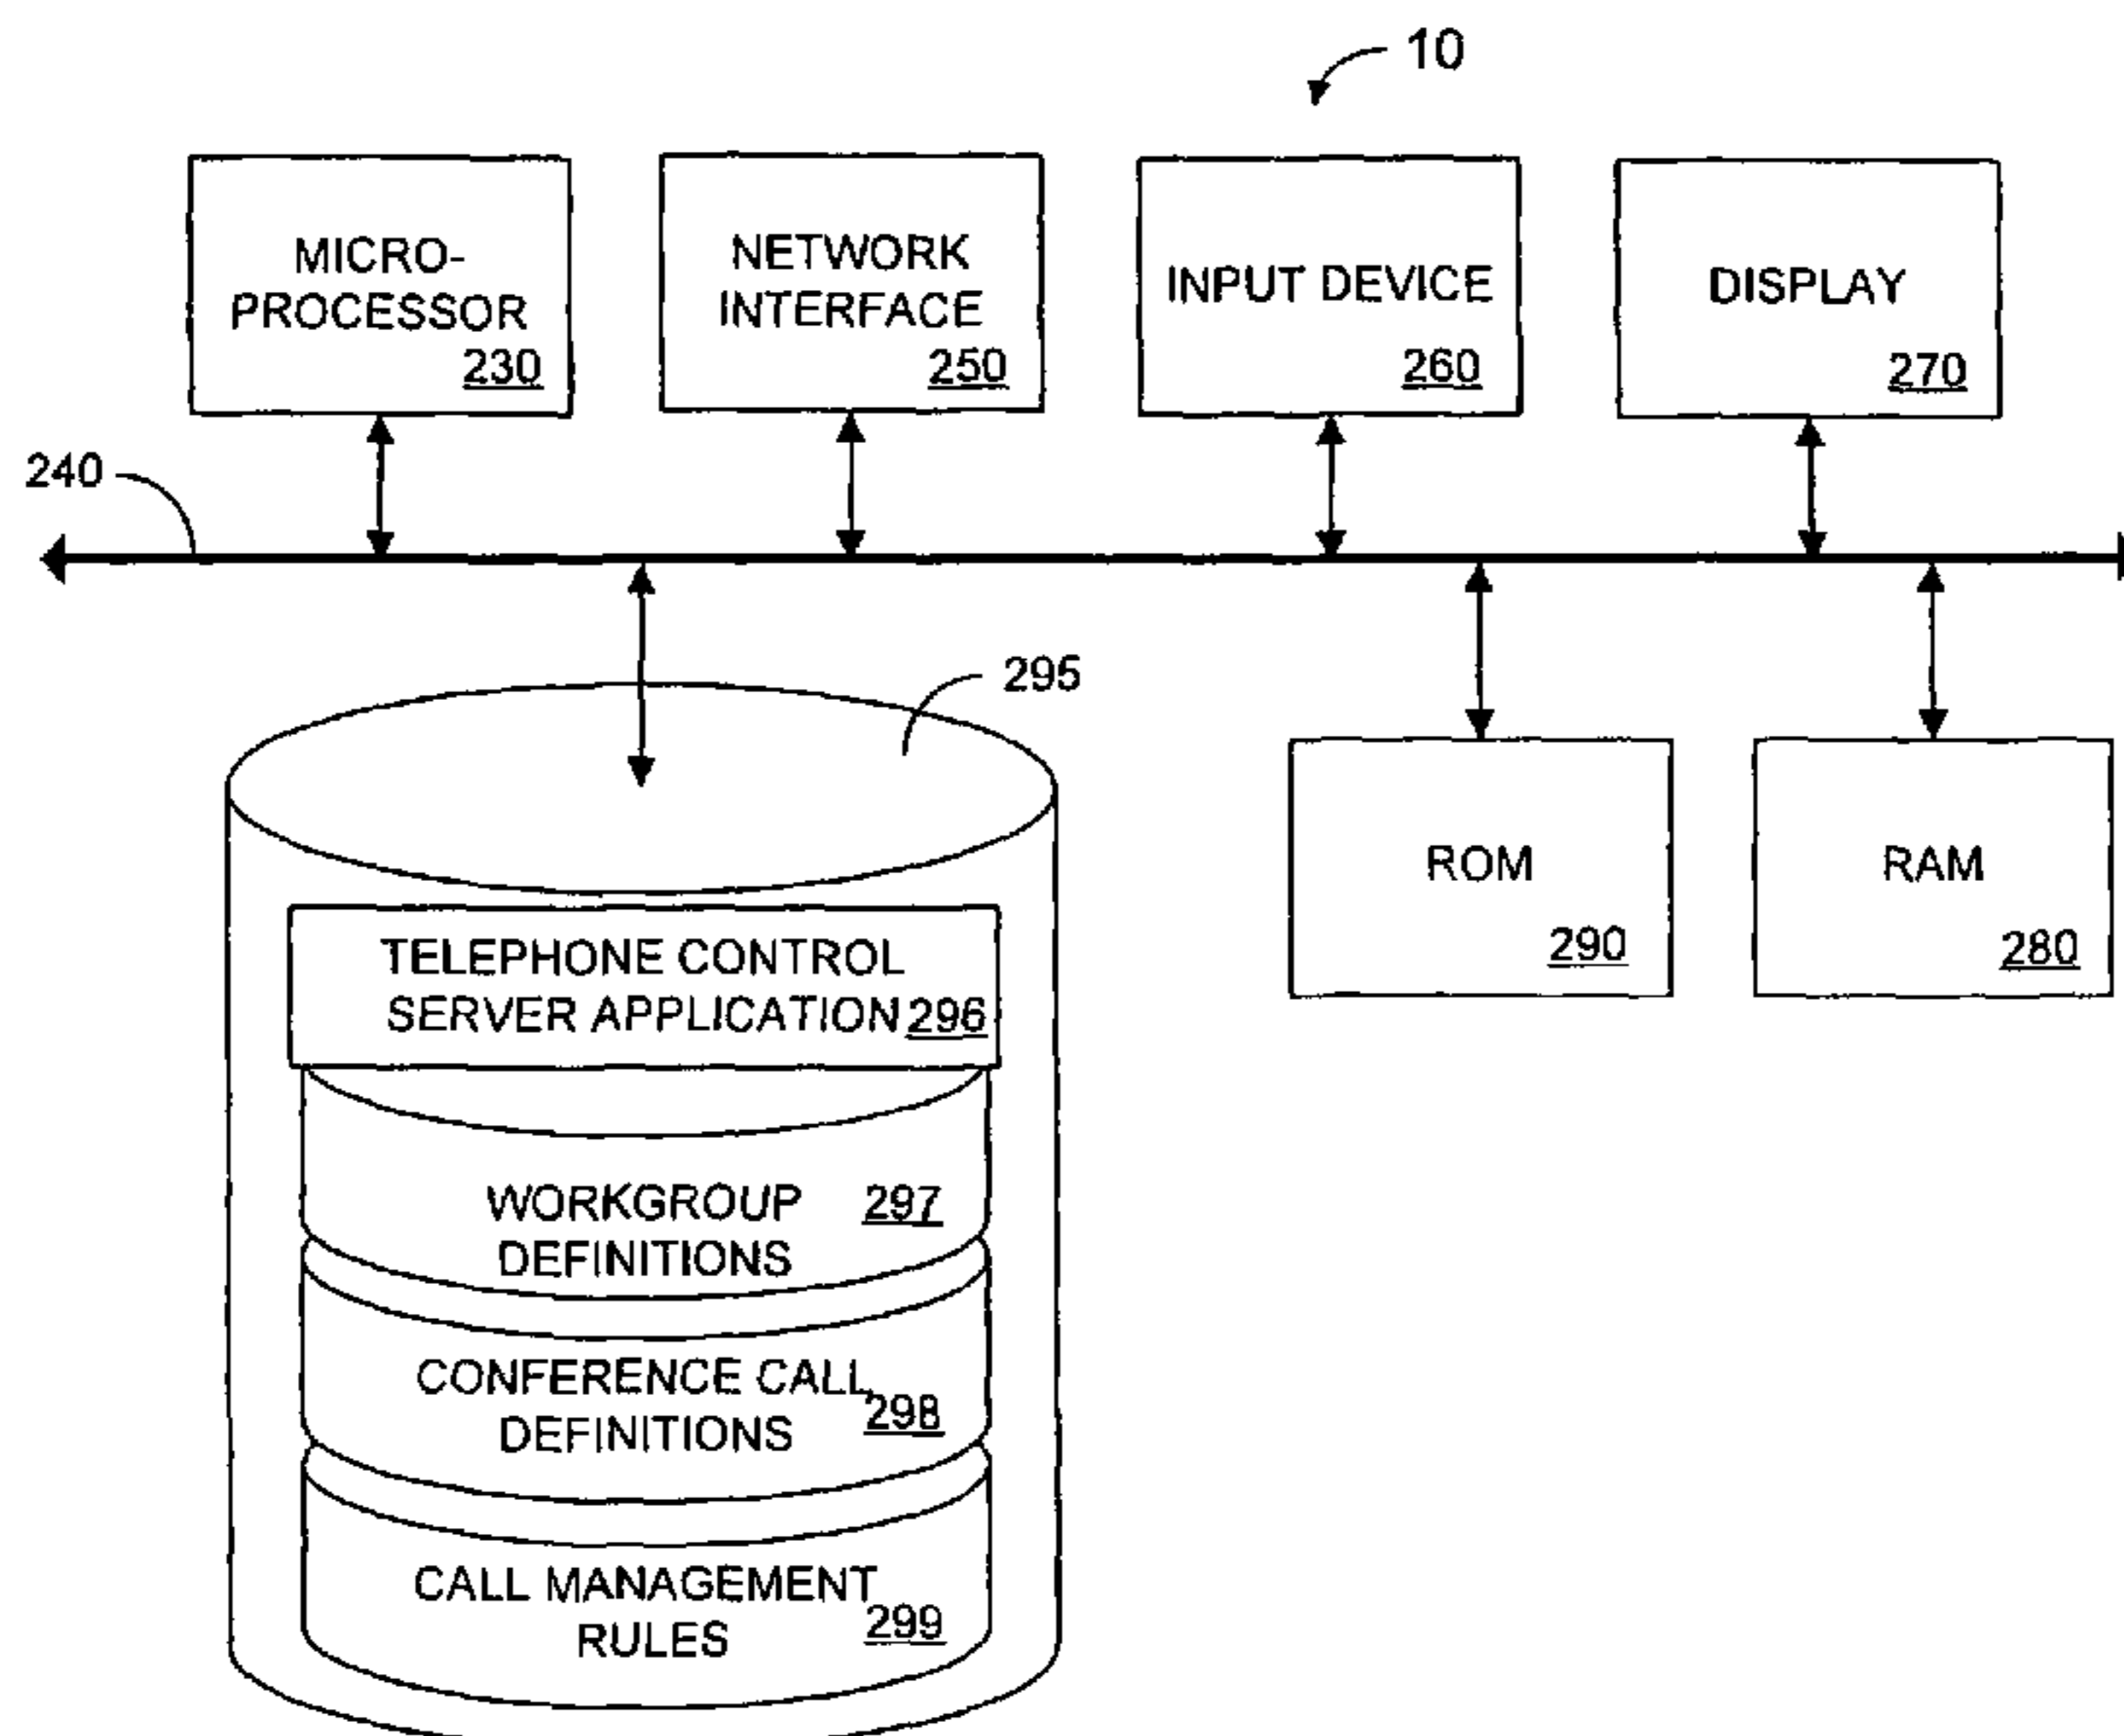 10
MICRO-
PROCESSOR
230
NETWORK
INTERFACE
250
INPUT DEVICE
260
DISPLAY
270
240
295
ROM
290
RAM
280
TELEPHONE CONTROL
SERVER APPLICATION 296
WORKGROUP 297
DEFINITIONS
CONFERENCE CALL
DEFINITIONS 298
CALL MANAGEMENT
RULES 299